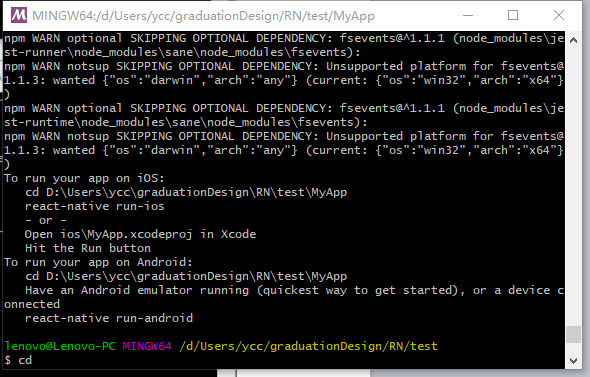 MINGW64:/d/Users/ycc/graduationDesign/RN/test/MyApp
npm WARN optional SKIPPING OPTIONAL DEPENDENCY: fsevents@^1.1.1 (node_modules\je
st-runner\node_modules\sane\node_modules\fsevents):
npm WARN notsup SKIPPING OPTIONAL DEPENDENCY: Unsupported platform for fsevents@
1.1.3: wanted {"os":"darwin","arch":"any"} (current: {"os":"win32","arch":"x64"}
)
npm WARN optional SKIPPING OPTIONAL DEPENDENCY: fsevents@^1.1.1 (node_modules\je
st-runtime\node_modules\sane\node_modules\fsevents):
npm WARN notsup SKIPPING OPTIONAL DEPENDENCY: Unsupported platform for fsevents@
1.1.3: wanted {"os":"darwin","arch":"any"} (current: {"os":"win32","arch":"x64"}
)
To run your app on iOS:
cd D:\Users\ycc\graduationDesign\RN\test\MyApp
react-native run-ios
- or -
Open ios\MyApp.xcodeproj in Xcode
Hit the Run button
To run your app on Android:
cd D:\Users\ycc\graduationDesign\RN\test\MyApp
Have an Android emulator running (quickest way to get started), or a device c
onnected
react-native run-android
lenovo@Lenovo-PC MINGW64 /d/Users/ycc/graduationDesign/RN/test
$ cd